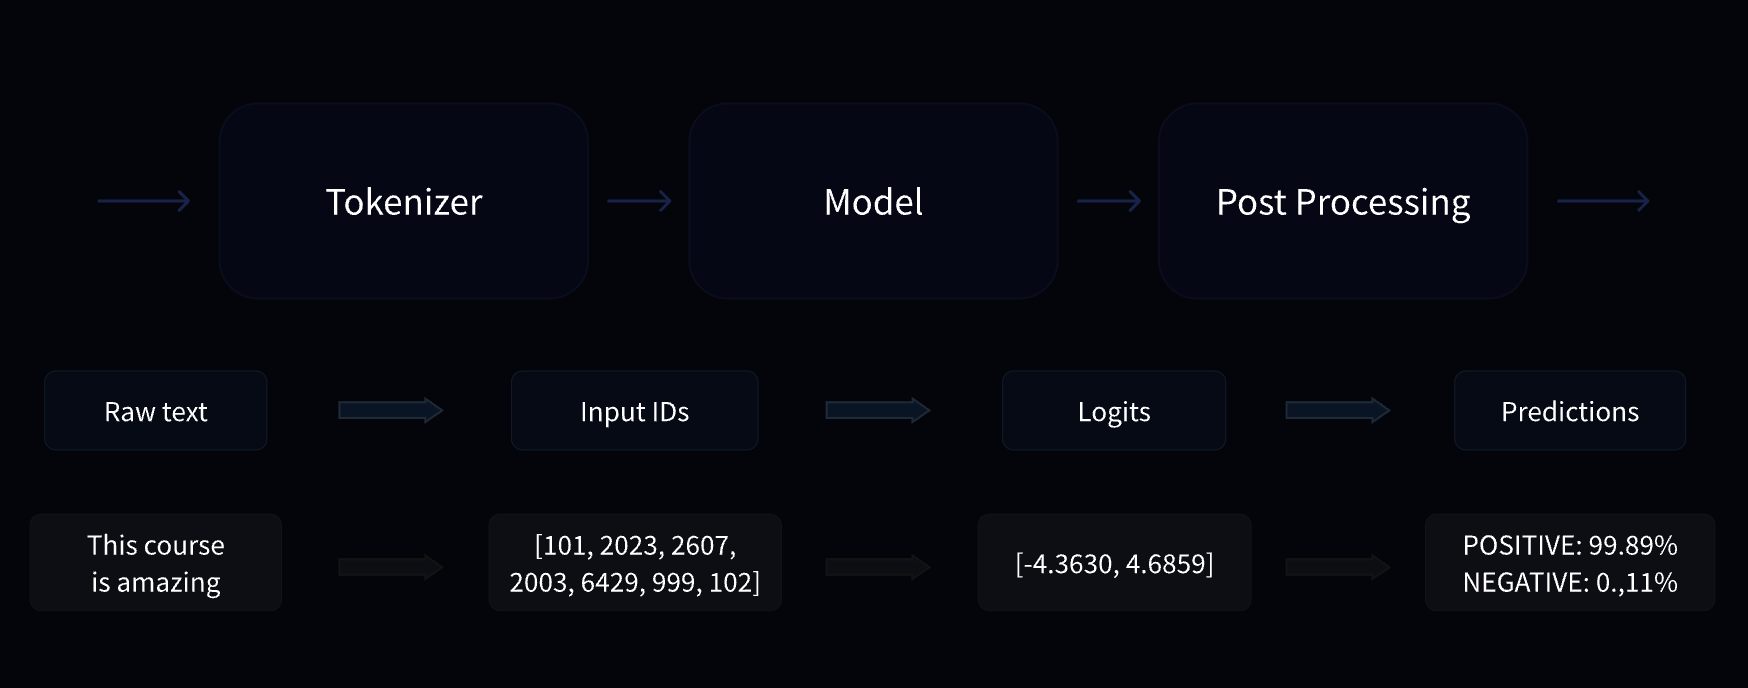 Tokenizer
Model
Post Processing
Raw text
Input IDs
Logits
Predictions
This course
is amazing
[101, 2023, 2607,
2003, 6429, 999, 102]
[-4.3630, 4.6859]
POSITIVE: 99.89%
NEGATIVE: 0.,11%